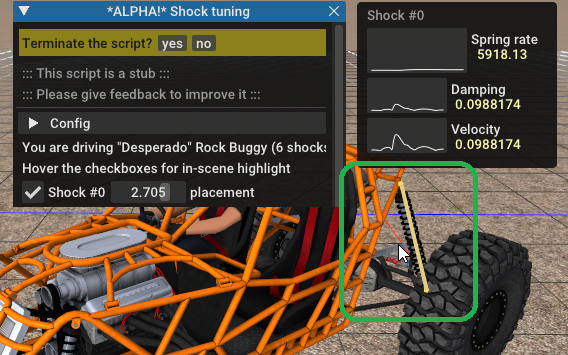 *ALPHA!* Shock tuning
Terminate the script? yes no
::: This script is a stub :::
::: Please give feedback to improve it :::
Config
You are driving "Desperado" Rock Buggy (6 shocks
Hover the checkboxes for in-scene highlight
Shock #0 2.705 placement
Shock #0
Spring rate
5918.13
Damping
0.0988174
Velocity
0.0988174